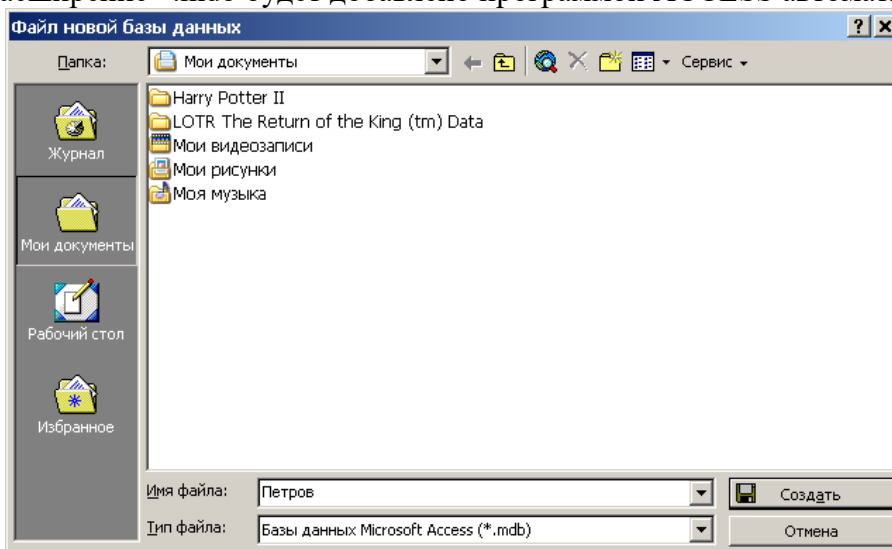 Файл новой базы данных
Папка: Мои документы Сервис
Harry Potter II
LOTR The Return of the King (tm) Data
Мои видеозаписи
Мои рисунки
Моя музыка
Журнал
Мои документы
Рабочий стол
Избранное
Имя файла: Петров Создать
Тип файла: Базы данных Microsoft Access (*.mdb) Отмена